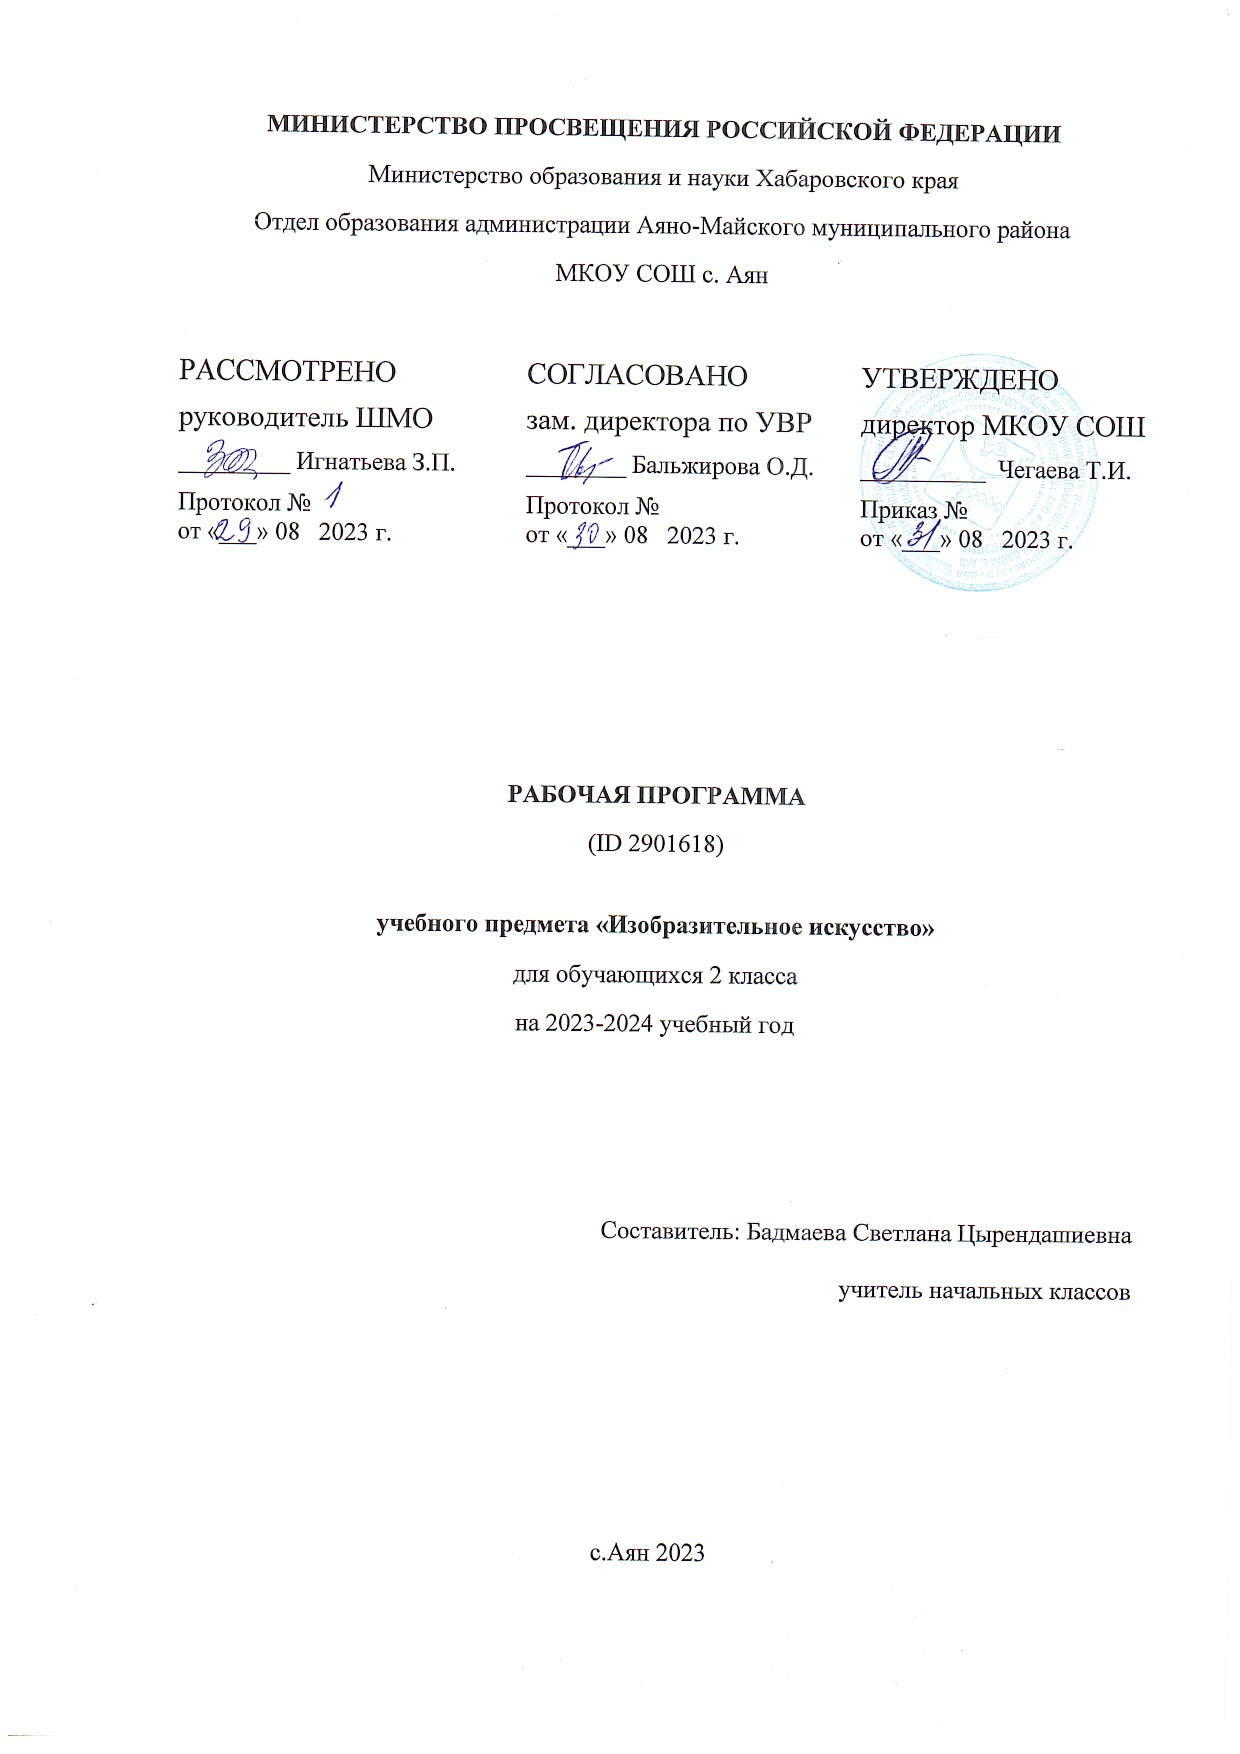 МИНИСТЕРСТВО ПРОСВЕЩЕНИЯ РОССИЙСКОЙ ФЕДЕРАЦИИ
Министерство образования и науки Хабаровского края
Отдел образования администрации Аяно-Майского муниципального района
МКОУ СОШ с. Аян
РАССМОТРЕНО
руководитель ШМО
_________ Игнатьева З.П.
Протокол № 1
от «29» 08 2023 г.
СОГЛАСОВАНО
зам. директора по УВР
________ Бальжирова О.Д.
Протокол №
от «30» 08 2023 г.
УТВЕРЖДЕНО
директор МКОУ СОШ
__________ Чегаева Т.И.
Приказ №
от «31» 08 2023 г.
РАБОЧАЯ ПРОГРАММА
(ID 2901618)
учебного предмета «Изобразительное искусство»
для обучающихся 2 класса
на 2023-2024 учебный год
Составитель: Бадмаева Светлана Цырендашиевна
учитель начальных классов
с.Аян 2023